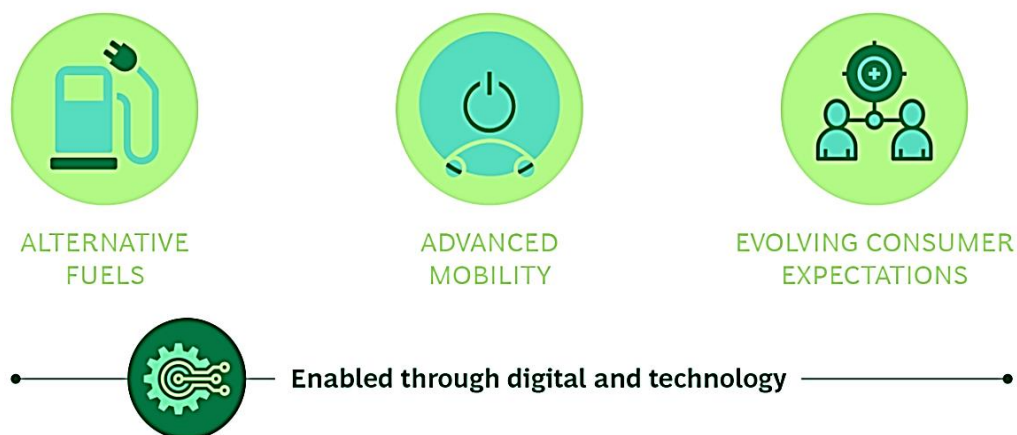 ALTERNATIVE
FUELS
ADVANCED
MOBILITY
EVOLVING CONSUMER
EXPECTATIONS
Enabled through digital and technology